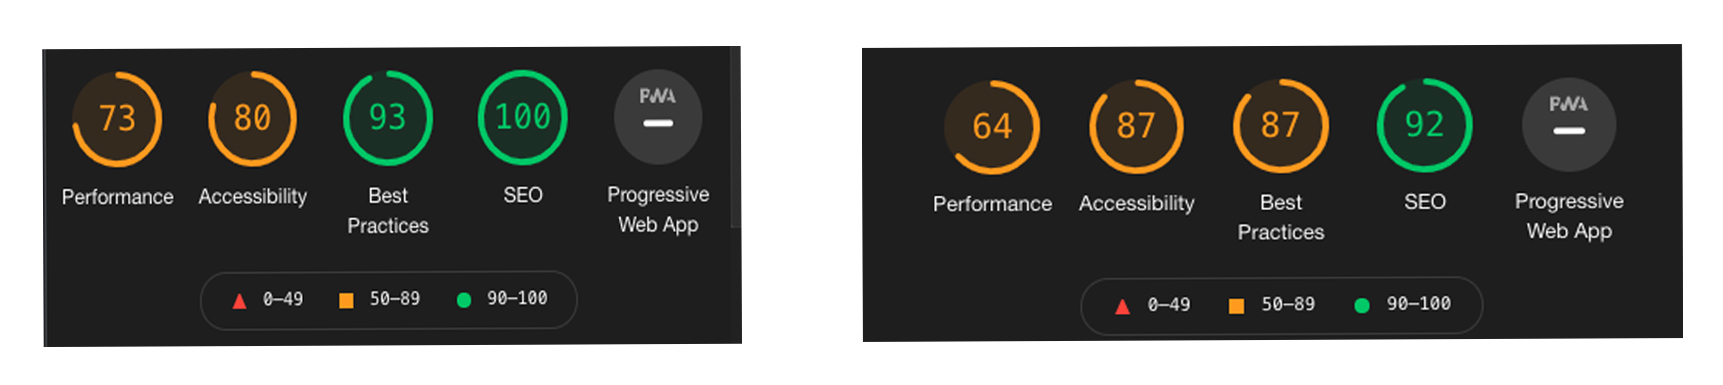 73 80 93 100 PWA
Performance Accessibility Best Practices SEO Progressive Web App
0–49 50–89 90–100
64 87 87 92 PWA
Performance Accessibility Best Practices SEO Progressive Web App
0–49 50–89 90–100